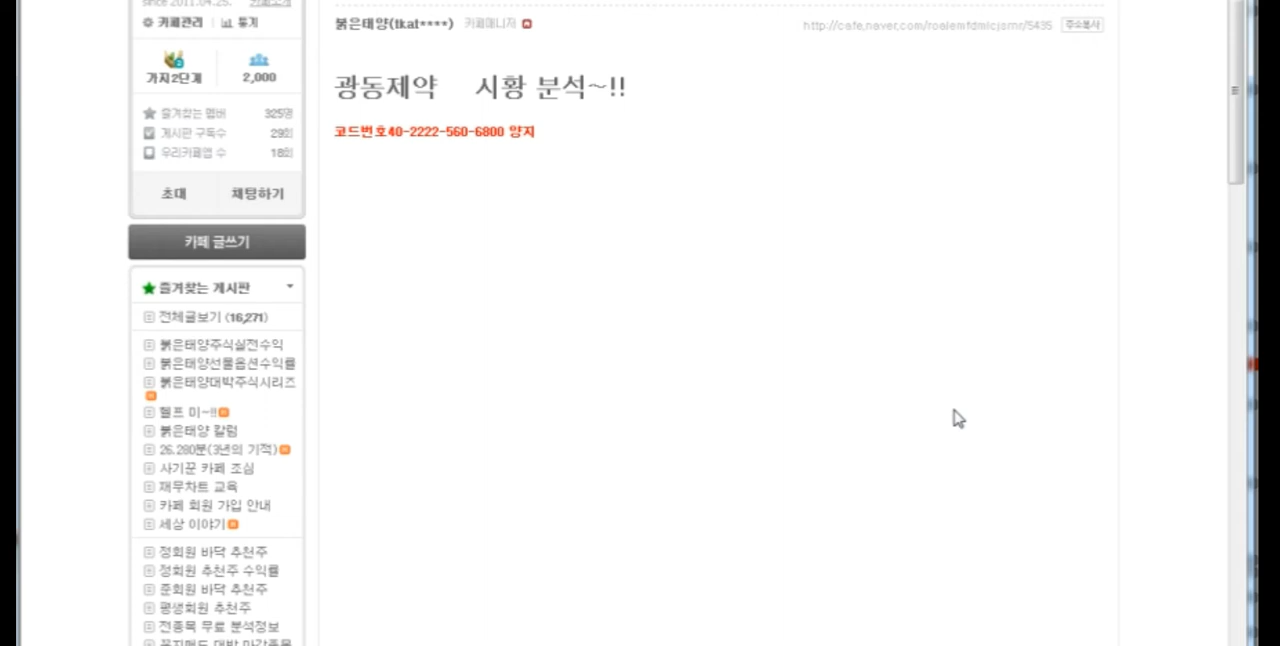 since 2011.04.25. 카페소개
카페관리 통계
가지2단계 2,000
즐겨찾는 멤버 325명
게시판 구독수 29회
우리카페앱 수 18회
초대 채팅하기
카페 글쓰기
즐겨찾는 게시판
전체글보기 (16,271)
붉은태양주식실전수익
붉은태양선물옵션수익률
붉은태양대박주식시리즈
헬프 미~!!
붉은태양 칼럼
26.280분(3년의 기적)
사기꾼 카페 조심
재무차트 교육
카페 회원 가입 안내
세상 이야기
정회원 바닥 추천주
정회원 추천주 수익률
준회원 바닥 추천주
평생회원 추천주
전종목 무료 분석정보
붉은태양(tkat****) 카페매니저
주소복사
광동제약 시황 분석~!!
코드번호40-2222-560-6800 양지